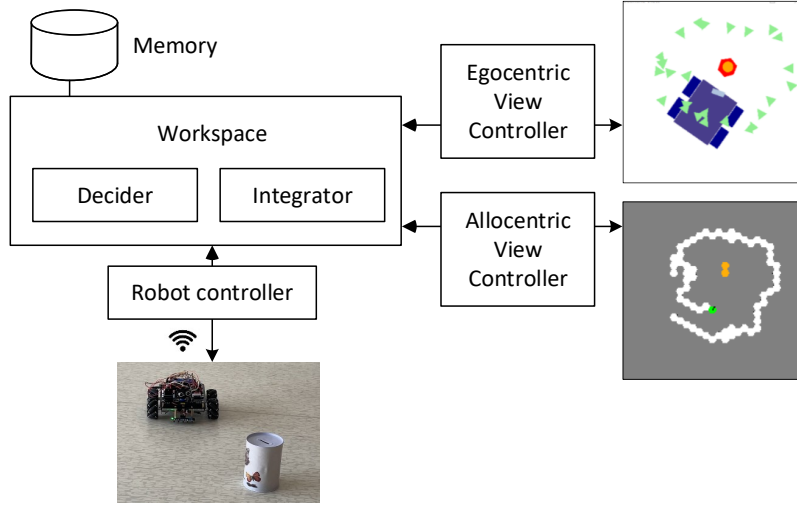 Memory
Workspace
Decider
Integrator
Egocentric
View
Controller
Allocentric
View
Controller
Robot controller